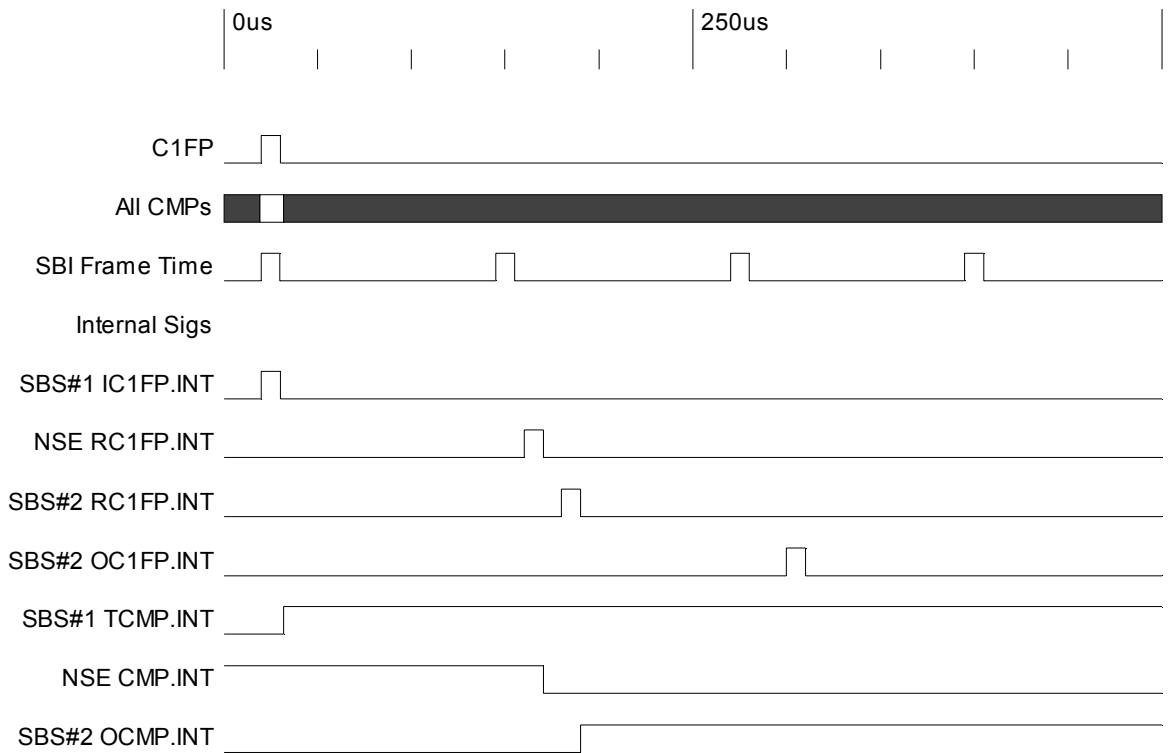 0us
250us
C1FP
All CMPs
SBI Frame Time
Internal Sigs
SBS#1 IC1FP.INT
NSE RC1FP.INT
SBS#2 RC1FP.INT
SBS#2 OC1FP.INT
SBS#1 TCMP.INT
NSE CMP.INT
SBS#2 OCMP.INT